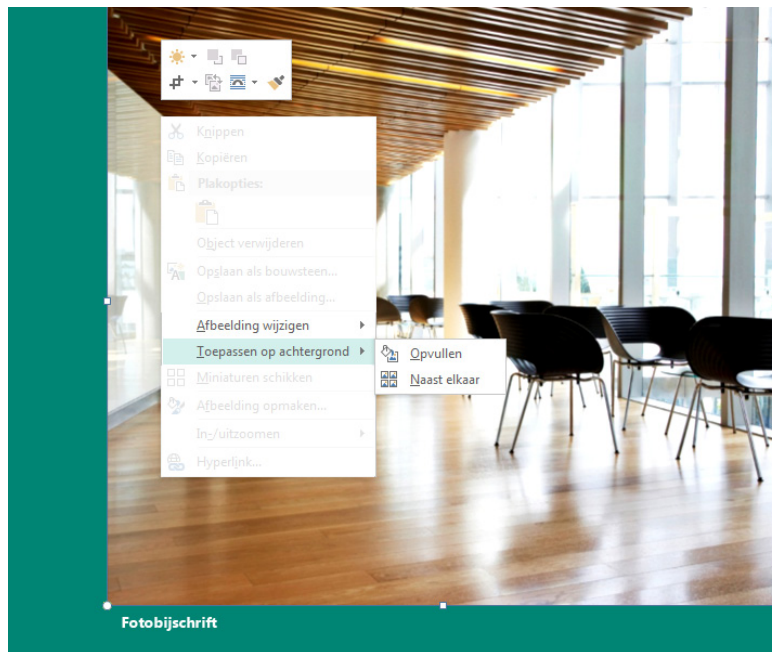 Knippen
Kopiëren
Plakopties:
Object verwijderen
Opslaan als bouwsteen...
Opslaan als afbeelding...
Afbeelding wijzigen
Toepassen op achtergrond
Opvullen
Miniaturen schikken
Naast elkaar
Afbeelding opmaken...
In-/uitzoomen
Hyperlink...
Fotobijschrift